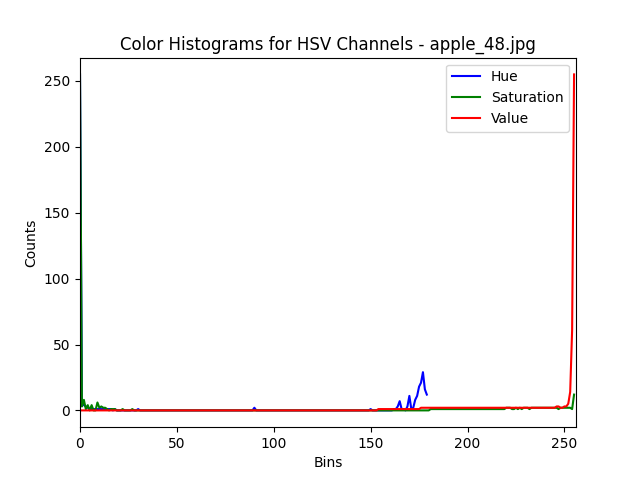 Color Histograms for HSV Channels - apple_48.jpg
Hue
Saturation
Value
Counts
250
200
150
100
50
0
0 50 100 150 200 250
Bins